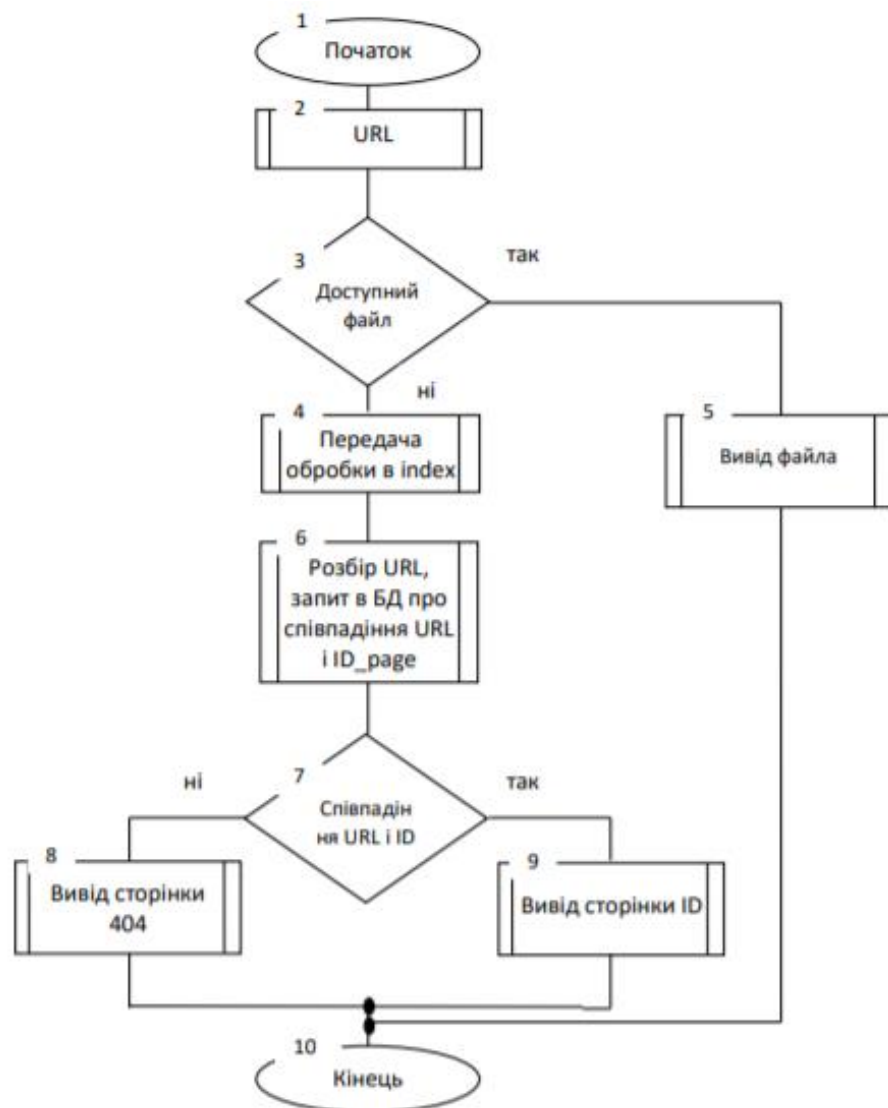 1
Початок
2
URL
3
так
Доступний
файл
ні
4
Передача
обробки в index
5
Вивід файла
6
Розбір URL,
запит в БД про
співпадіння URL
і ID_page
ні
7
так
Співпадін
ня URL і ID
8
Вивід сторінки
404
9
Вивід сторінки ID
10
Кінець